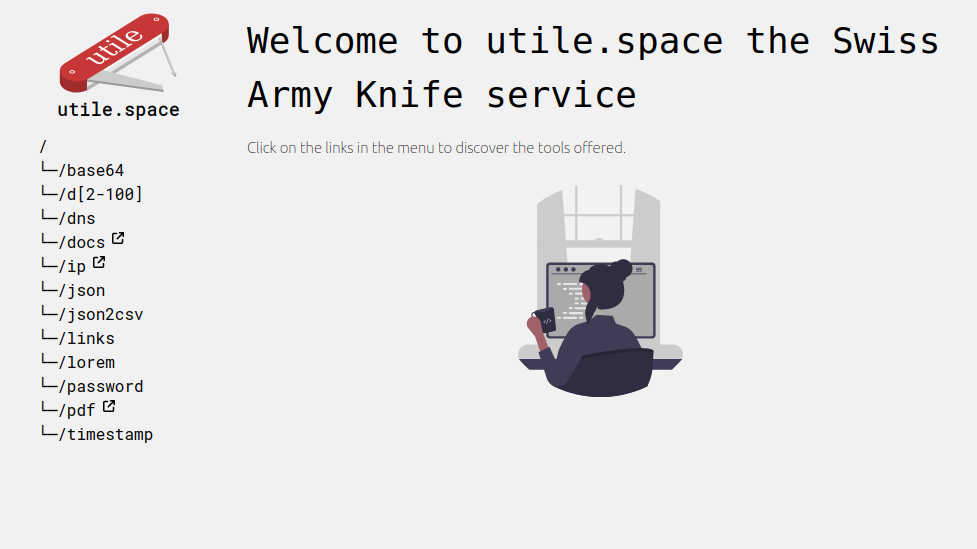 utile
utile.space
/
└─/base64
└─/d[2-100]
└─/dns
└─/docs
└─/ip
└─/json
└─/json2csv
└─/links
└─/lorem
└─/password
└─/pdf
└─/timestamp
Welcome to utile.space the Swiss
Army Knife service
Click on the links in the menu to discover the tools offered.